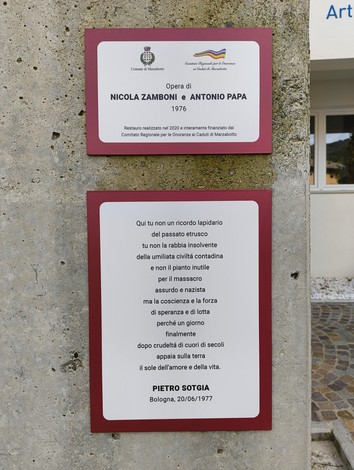 Art
Comune di Marzabotto
Comitato Regionale per le Onoranze
ai Caduti di Marzabotto
Opera di
NICOLA ZAMBONI e ANTONIO PAPA
1976
Restauro realizzato nel 2020 e interamente finanziato dal
Comitato Regionale per le Onoranze ai Caduti di Marzabotto
Qui tu non un ricordo lapidario
del passato etrusco
tu non la rabbia insolvente
della umiliata civiltá contadina
e non il pianto inutile
per il massacro
assurdo e nazista
ma la coscienza e la forza
di speranza e di lotta
perché un giorno
finalmente
dopo crudeltá di cuori di secoli
appaia sulla terra
il sole dell'amore e della vita.
PIETRO SOTGIA
Bologna, 20/06/1977